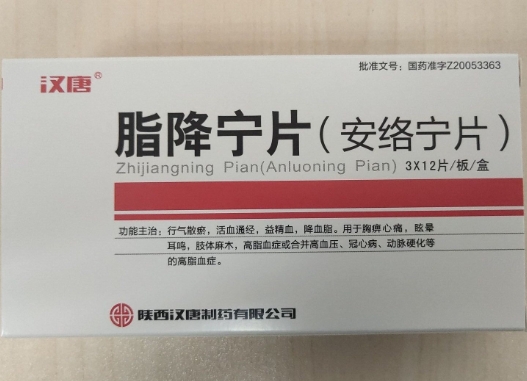 批准文号：国药准字Z20053363
汉唐®
脂降宁片（安络宁片）
Zhijiangning Pian(Anluoning Pian) 3X12片/板/盒
功能主治：行气散瘀，活血通经，益精血，降血脂。用于胸痹心痛，眩晕
耳鸣，肢体麻木，高脂血症或合并高血压、冠心病、动脉硬化等
的高脂血症。
陕西汉唐制药有限公司